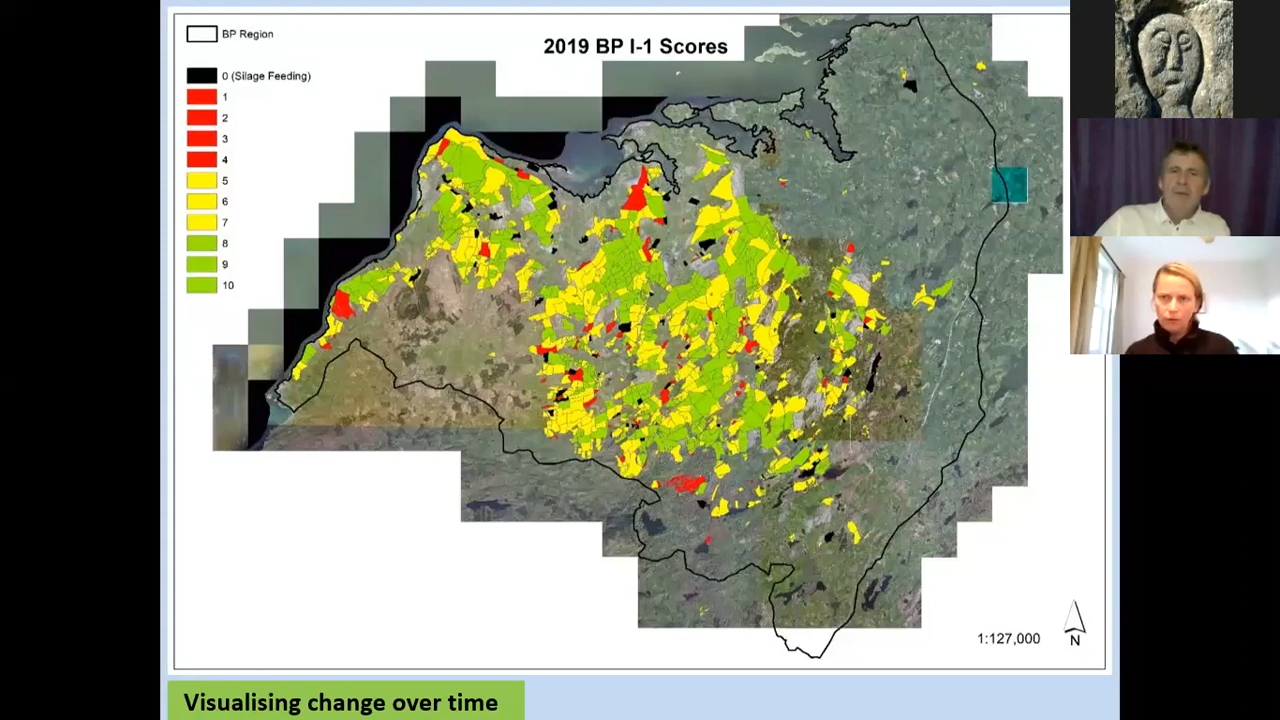 BP Region
2019 BP I-1 Scores
0 (Silage Feeding)
1
2
3
4
5
6
7
8
9
10
1:127,000
N
Visualising change over time